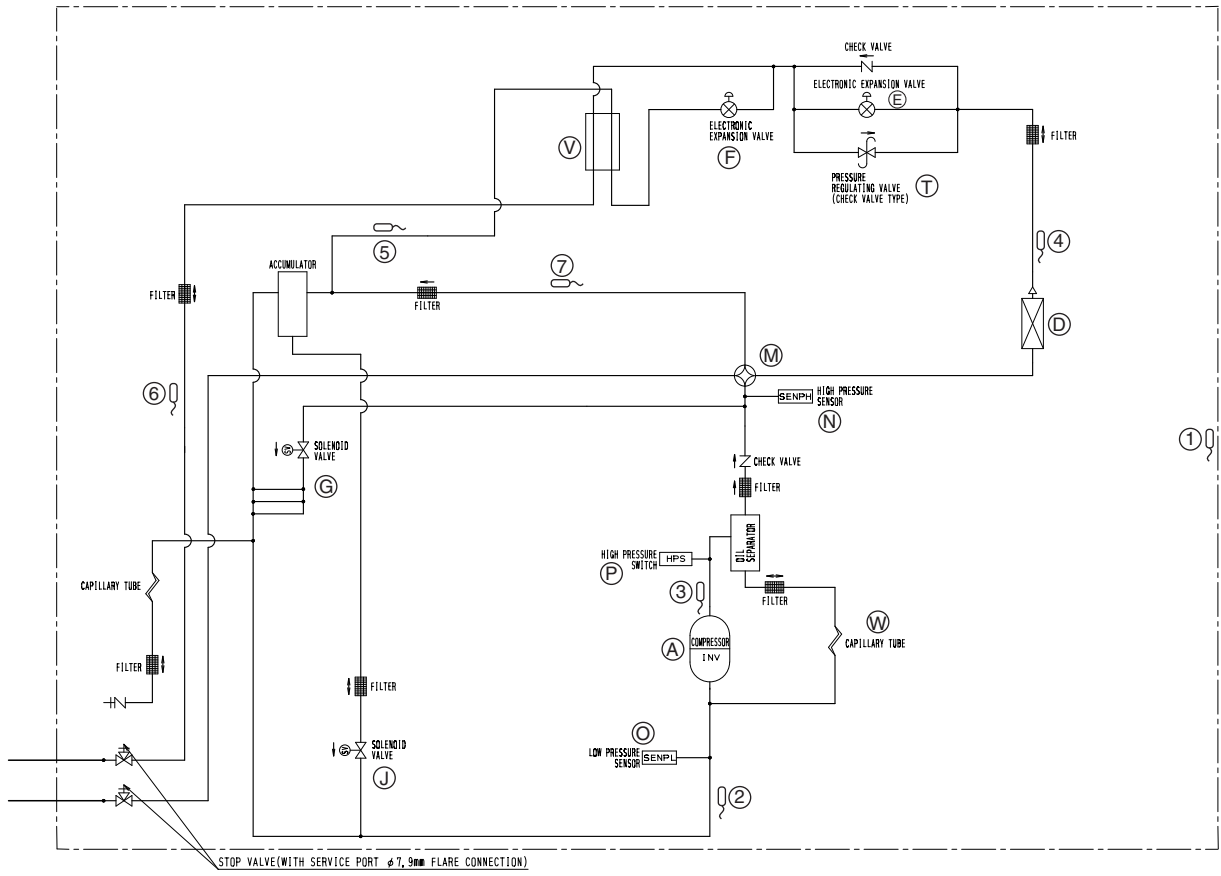 CHECK VALVE
ELECTRONIC EXPANSION VALVE
E
ELECTRONIC
EXPANSION VALVE
F
V
FILTER
PRESSURE
REGULATING VALVE
(CHECK VALVE TYPE)
T
5
4
ACCUMULATOR
7
FILTER
FILTER
D
M
6
SENPH
HIGH PRESSURE
SENSOR
N
1
SV
SOLENOID
VALVE
G
CHECK VALVE
FILTER
OIL
SEPARATOR
HIGH PRESSURE
SWITCH
HPS
P
CAPILLARY TUBE
3
FILTER
W
CAPILLARY TUBE
A
COMPRESSOR
INV
FILTER
FILTER
O
LOW PRESSURE
SENSOR
SENPL
SV
SOLENOID
VALVE
J
2
STOP VALVE(WITH SERVICE PORT φ7,9mm FLARE CONNECTION)